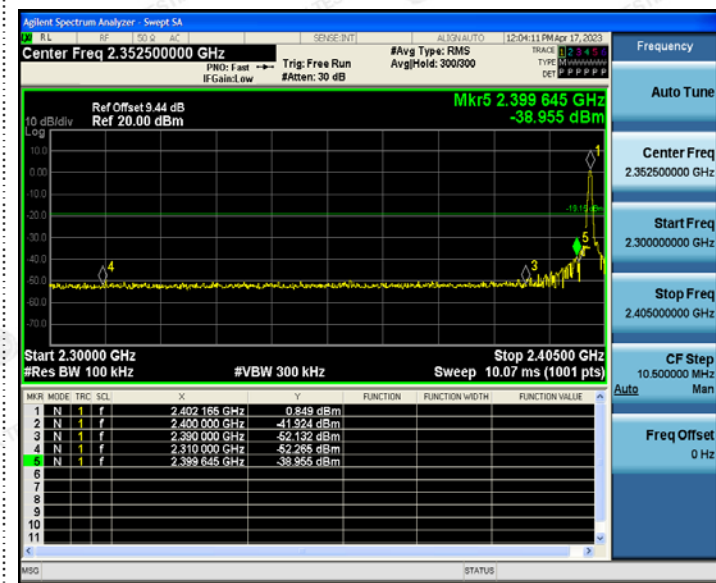 Agilent Spectrum Analyzer - Swept SA
RL RF 50 Ω AC SENSE:INT ALIGN AUTO 12:04:11 PM Apr 17, 2023
Center Freq 2.352500000 GHz
PNO: Fast
IFGain:Low
Trig: Free Run
#Atten: 30 dB
#Avg Type: RMS
Avg|Hold: 300/300
TRACE 1 2 3 4 5 6
TYPE M
DET P P P P P P
Ref Offset 9.44 dB
10 dB/div Ref 20.00 dBm
Log
Mkr5 2.399 645 GHz
-38.955 dBm
10.0
0.00
-10.0
-20.0
-30.0
-40.0
-50.0
-60.0
-70.0
1
5
3
4
Start 2.30000 GHz Stop 2.40500 GHz
#Res BW 100 kHz #VBW 300 kHz Sweep 10.07 ms (1001 pts)
MKR MODE TRC SCL X Y FUNCTION FUNCTION WIDTH FUNCTION VALUE
1 N 1 f 2.402 165 GHz 0.849 dBm
2 N 1 f 2.400 000 GHz -41.924 dBm
3 N 1 f 2.390 000 GHz -52.132 dBm
4 N 1 f 2.310 000 GHz -52.265 dBm
5 N 1 f 2.399 645 GHz -38.955 dBm
6
7
8
9
10
11
MSG STATUS
Frequency
Auto Tune
Center Freq
2.352500000 GHz
Start Freq
2.300000000 GHz
Stop Freq
2.405000000 GHz
CF Step
10.500000 MHz
Auto Man
Freq Offset
0 Hz